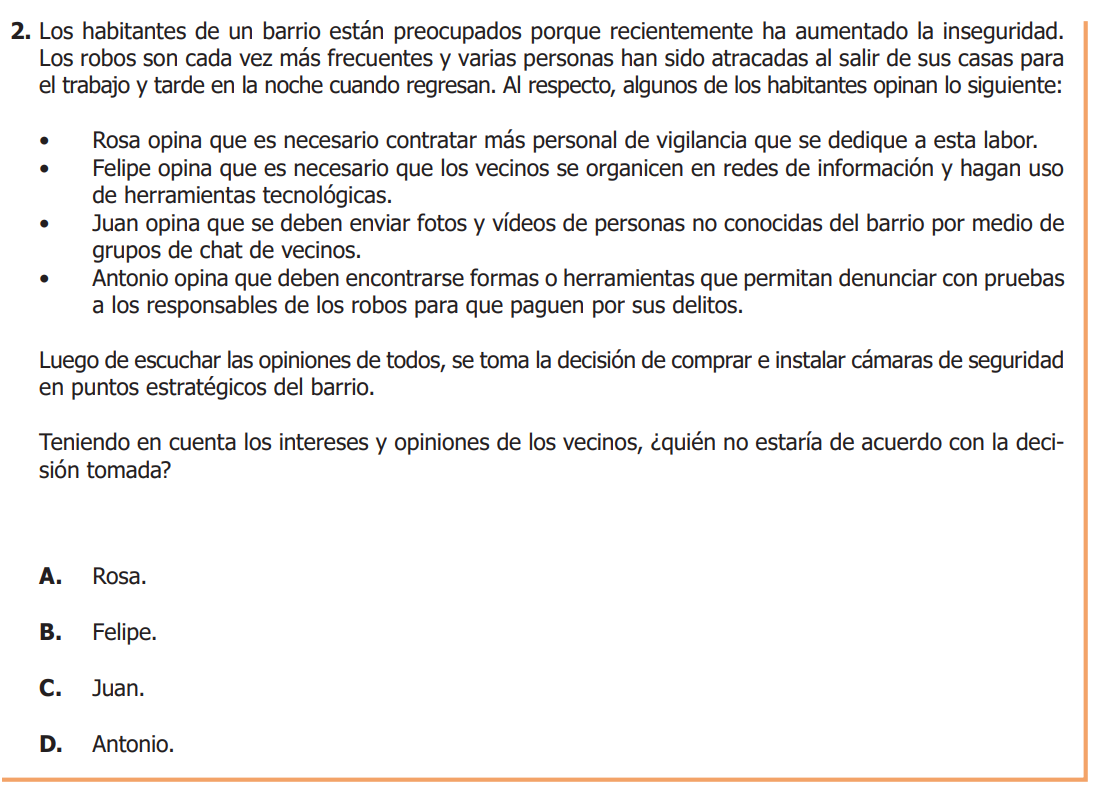 2. Los habitantes de un barrio están preocupados porque recientemente ha aumentado la inseguridad.
Los robos son cada vez más frecuentes y varias personas han sido atracadas al salir de sus casas para
el trabajo y tarde en la noche cuando regresan. Al respecto, algunos de los habitantes opinan lo siguiente:
• Rosa opina que es necesario contratar más personal de vigilancia que se dedique a esta labor.
• Felipe opina que es necesario que los vecinos se organicen en redes de información y hagan uso
de herramientas tecnológicas.
• Juan opina que se deben enviar fotos y vídeos de personas no conocidas del barrio por medio de
grupos de chat de vecinos.
• Antonio opina que deben encontrarse formas o herramientas que permitan denunciar con pruebas
a los responsables de los robos para que paguen por sus delitos.
Luego de escuchar las opiniones de todos, se toma la decisión de comprar e instalar cámaras de seguridad
en puntos estratégicos del barrio.
Teniendo en cuenta los intereses y opiniones de los vecinos, ¿quién no estaría de acuerdo con la deci-
sión tomada?
A. Rosa.
B. Felipe.
C. Juan.
D. Antonio.